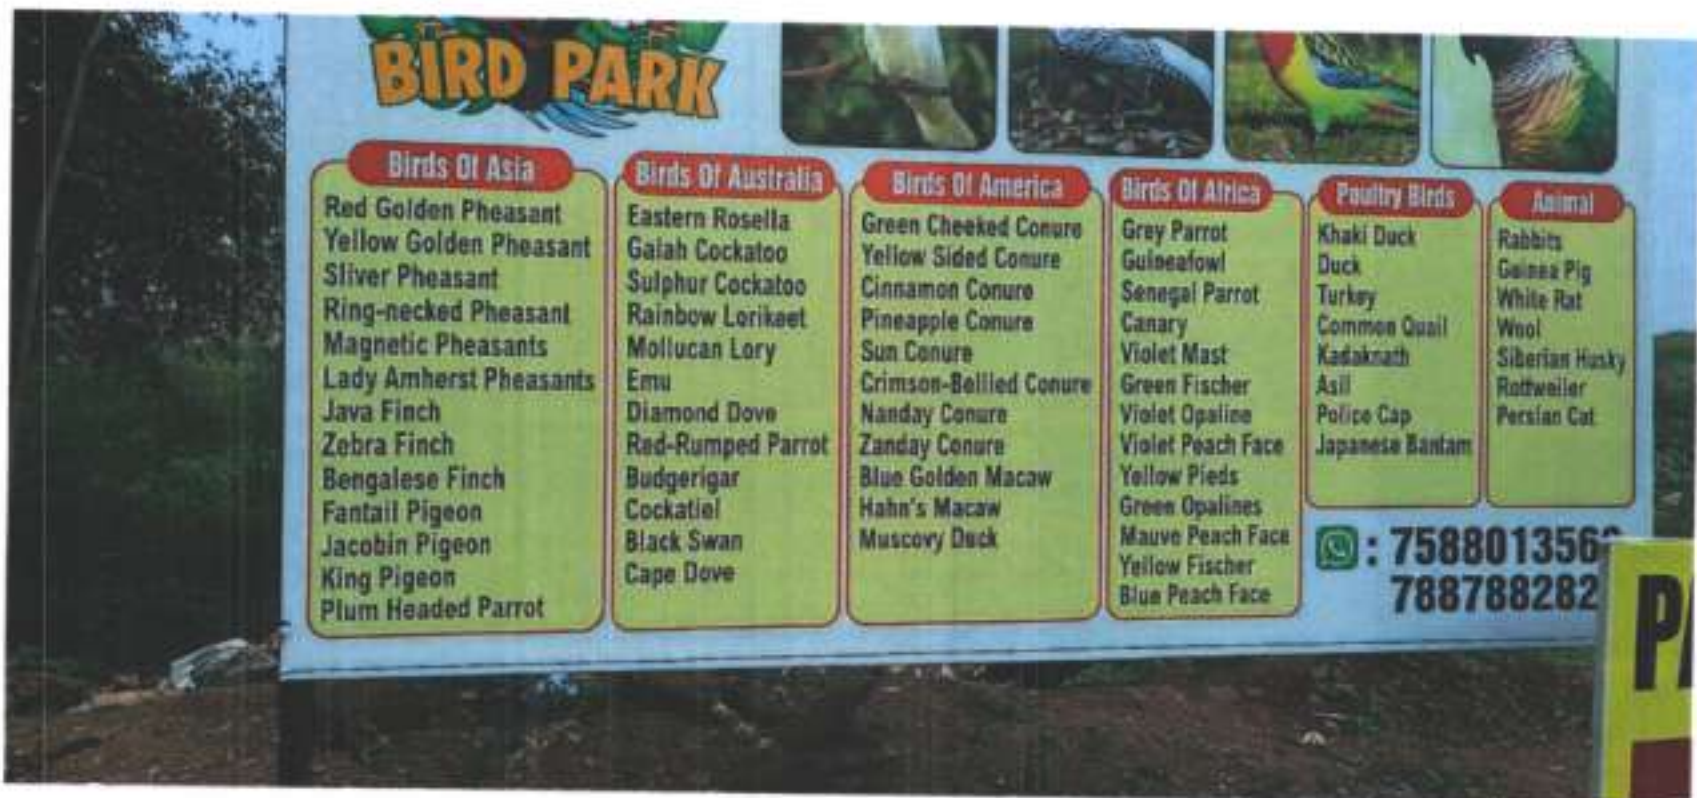 BIRD PARK
Birds Of Asia
Red Golden Pheasant
Yellow Golden Pheasant
Sliver Pheasant
Ring-necked Pheasant
Magnetic Pheasants
Lady Amherst Pheasants
Java Finch
Zebra Finch
Bengalese Finch
Fantail Pigeon
Jacobin Pigeon
King Pigeon
Plum Headed Parrot
Birds Of Australia
Eastern Rosella
Galah Cockatoo
Sulphur Cockatoo
Rainbow Lorikeet
Mollucan Lory
Emu
Diamond Dove
Red-Rumped Parrot
Budgerigar
Cockatiel
Black Swan
Cape Dove
Birds Of America
Green Cheeked Conure
Yellow Sided Conure
Cinnamon Conure
Pineapple Conure
Sun Conure
Crimson-Bellied Conure
Nanday Conure
Zanday Conure
Blue Golden Macaw
Hahn's Macaw
Muscovy Duck
Birds Of Africa
Grey Parrot
Guineafowl
Senegal Parrot
Canary
Violet Mast
Green Fischer
Violet Opaline
Violet Peach Face
Yellow Pieds
Green Opalines
Mauve Peach Face
Yellow Fischer
Blue Peach Face
Poultry Birds
Khaki Duck
Duck
Turkey
Common Quail
Kadaknath
Asil
Police Cap
Japanese Bantam
Animal
Rabbits
Guinea Pig
White Rat
Wool
Siberian Husky
Rottweiler
Persian Cat
: 758801356
788788282
P